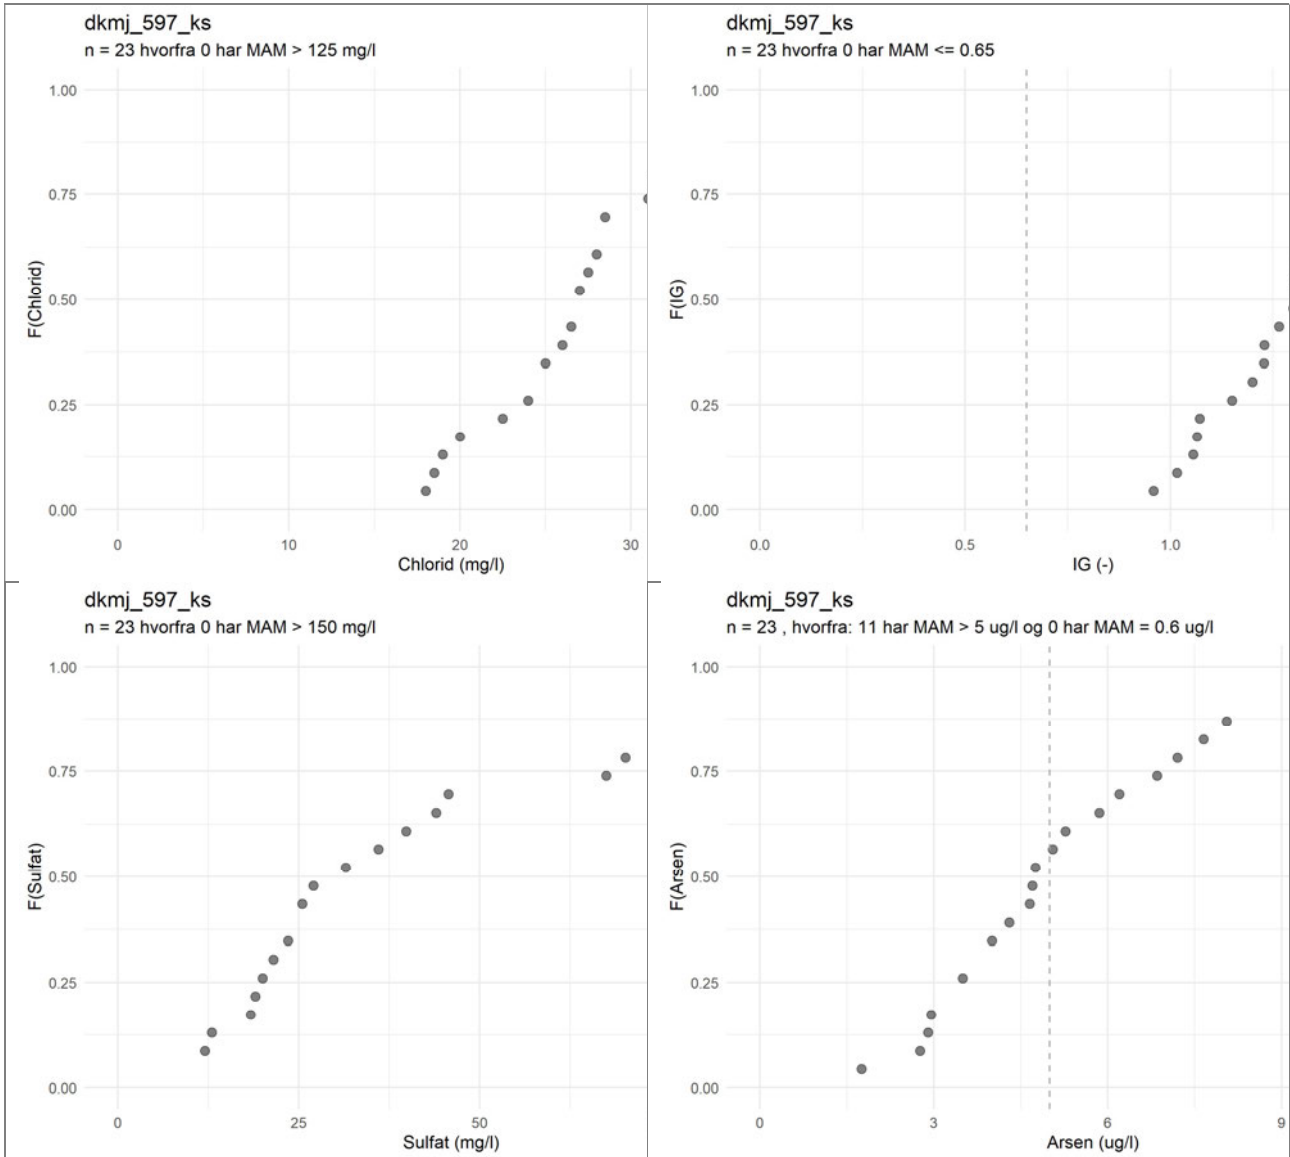 dkmj_597_ks
n = 23 hvorfra 0 har MAM > 125 mg/l
1.00
0.75
0.50
0.25
0.00
F(Chlorid)
0 10 20 30
Chlorid (mg/l)
dkmj_597_ks
n = 23 hvorfra 0 har MAM <= 0.65
1.00
0.75
0.50
0.25
0.00
F(IG)
0.0 0.5 1.0
IG (-)
dkmj_597_ks
n = 23 hvorfra 0 har MAM > 150 mg/l
1.00
0.75
0.50
0.25
0.00
F(Sulfat)
0 25 50
Sulfat (mg/l)
dkmj_597_ks
n = 23 , hvorfra: 11 har MAM > 5 ug/l og 0 har MAM = 0.6 ug/l
1.00
0.75
0.50
0.25
0.00
F(Arsen)
0 3 6 9
Arsen (ug/l)